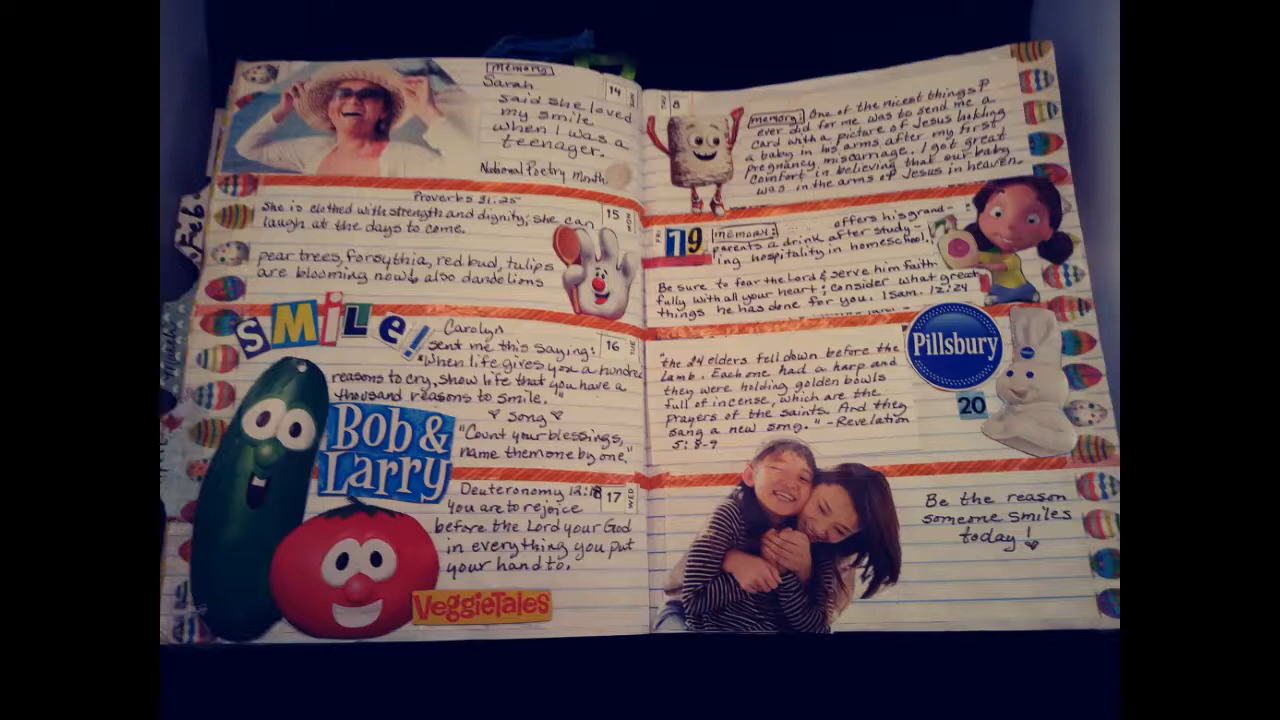 memory
Sarah
said she loved
my smile
when I was a
teenager.
National Poetry Month
14
Proverbs 31:25
She is clothed with strength and dignity; she can
laugh at the days to come.
15
MON
pear trees, forsythia, red bud, tulips
are blooming now & also dandelions
SMiLe!
Carolyn
sent me this saying:
16
TUE
"When life gives you a hundred
reasons to cry, show life that you have a
thousand reasons to smile."
♡ Song ♡
"Count your blessings,
name them one by one."
Bob &
Larry
Deuteronomy 12:18
17
WED
you are to rejoice
before the Lord your God
in everything you put
your hand to.
VeggieTales
Feb
March
8
THU
memory: One of the nicest things P
ever did for me was to send me a
card with a picture of Jesus holding
a baby in his arms after my first
pregnancy miscarriage. I got great
comfort in believing that our baby
was in the arms of Jesus in heaven.
FRI
19
memory: offers his grand-
parents a drink after study-
ing hospitality in homeschool.
Be sure to fear the Lord & serve him faith
fully with all your heart; consider what great
things he has done for you. 1 Sam. 12:24
Pillsbury
20
"the 24 elders fell down before the
Lamb. Each one had a harp and
they were holding golden bowls
full of incense, which are the
prayers of the saints. And they
sang a new song." -Revelation
5:8-9
Be the reason
someone smiles
today! ♡